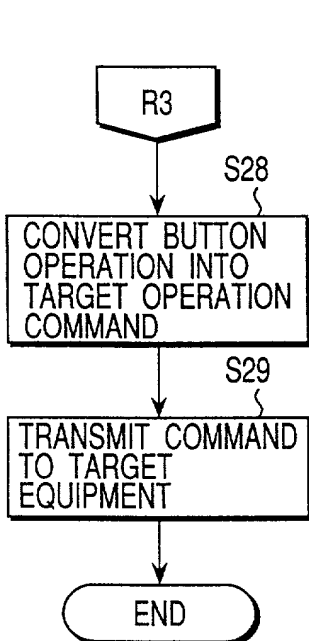 R3
S28
CONVERT BUTTON
OPERATION INTO
TARGET OPERATION
COMMAND
S29
TRANSMIT COMMAND
TO TARGET
EQUIPMENT
END